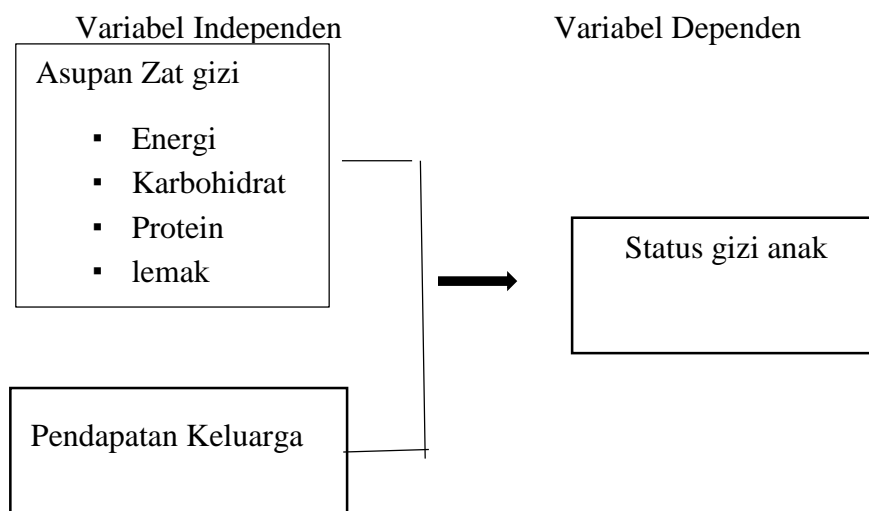 Variabel Independen
Variabel Dependen
Asupan Zat gizi
▪ Energi
▪ Karbohidrat
▪ Protein
▪ lemak
Status gizi anak
Pendapatan Keluarga